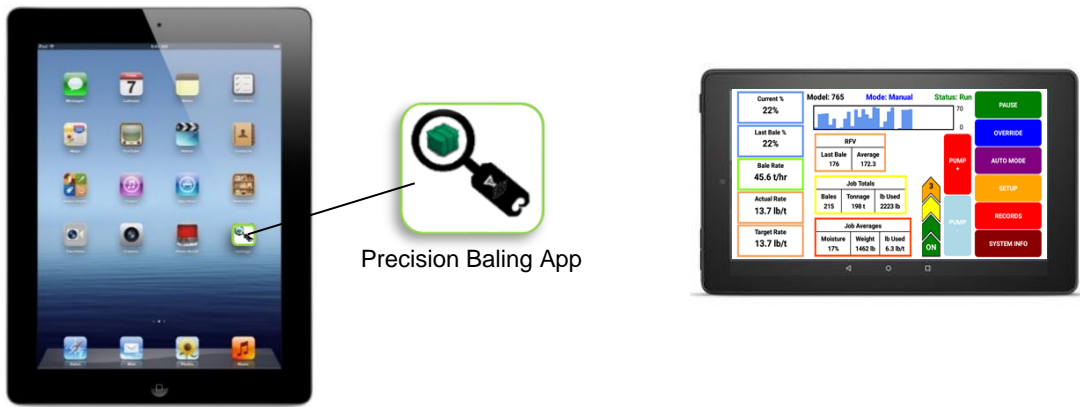 7
Precision Baling App
Model: 765 Mode: Manual Status: Run
Current %
22%
Last Bale %
22%
Bale Rate
45.6 t/hr
Actual Rate
13.7 lb/t
Target Rate
13.7 lb/t
70
0
RFV
Last Bale Average
176 172.3
Job Totals
Bales Tonnage lb Used
215 198 t 2223 lb
Job Averages
Moisture Weight lb Used
17% 1462 lb 6.3 lb/t
3
ON
PUMP
+
PUMP
-
PAUSE
OVERRIDE
AUTO MODE
SETUP
RECORDS
SYSTEM INFO